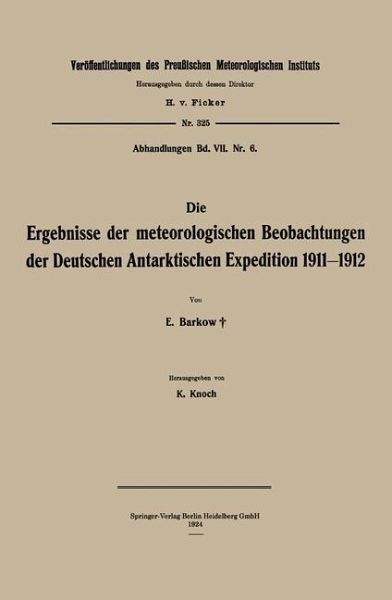 Veröffentlichungen des Preußischen Meteorologischen Instituts
Herausgegeben durch dessen Direktor
H. v. Ficker
Nr. 325
Abhandlungen Bd. VII. Nr. 6.
Die
Ergebnisse der meteorologischen Beobachtungen
der Deutschen Antarktischen Expedition 1911–1912
Von
E. Barkow †
Herausgegeben von
K. Knoch
Springer-Verlag Berlin Heidelberg GmbH
1924